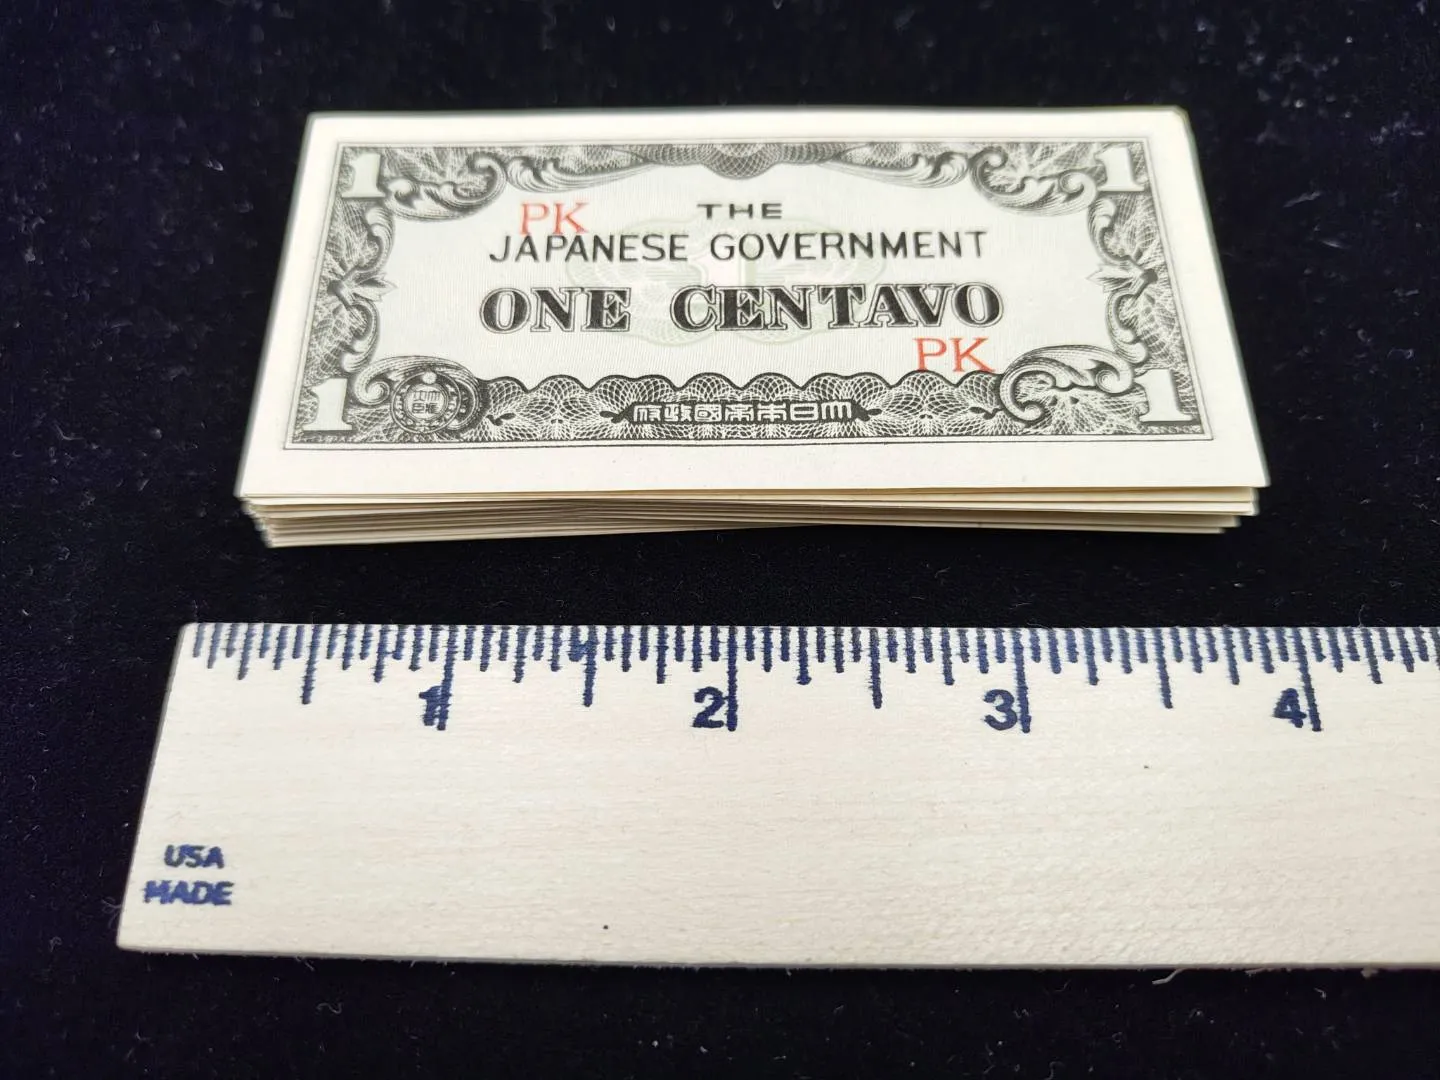 1 1
PK THE
JAPANESE GOVERNMENT
ONE CENTAVO
PK
1 大日本帝國政府 1
1 2 3 4
USA
MADE